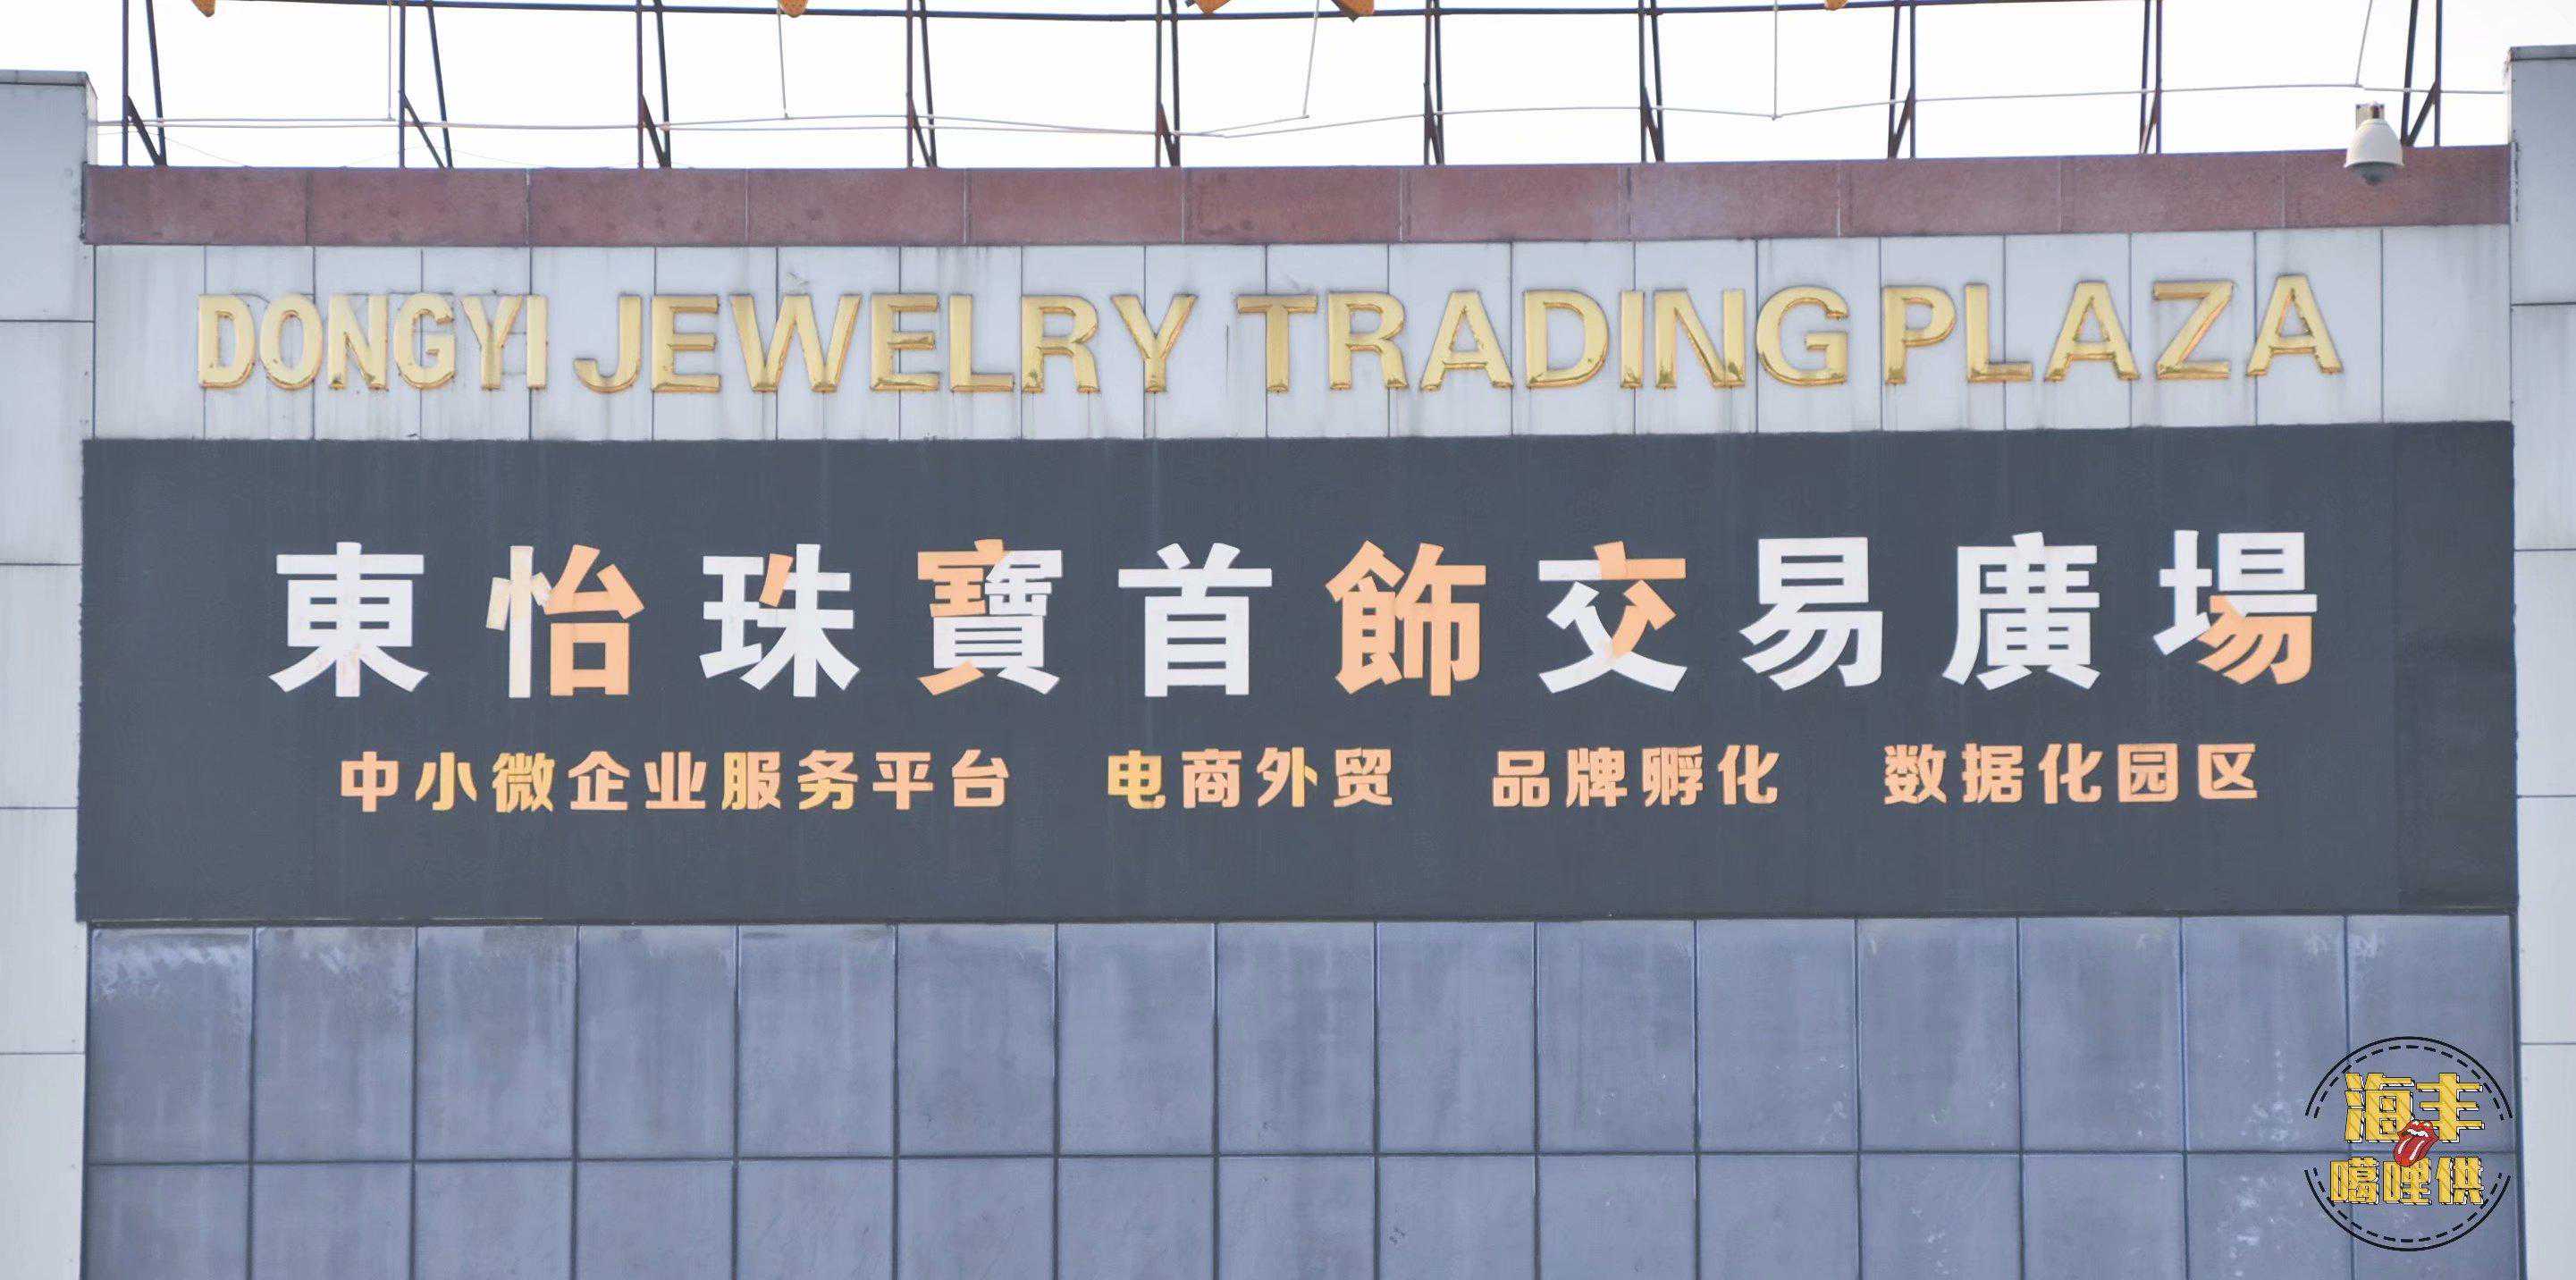 DONGYI JEWELRY TRADING PLAZA
東怡珠寶首飾交易廣場
中小微企业服务平台 电商外贸 品牌孵化 数据化园区
海丰
噶哩供